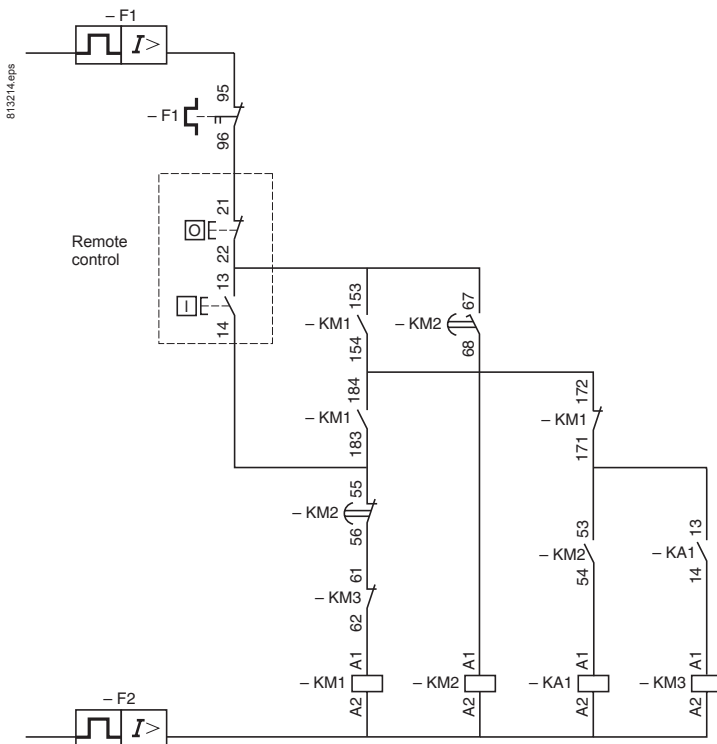 – F1
I>
813214.eps
95
– F1
96
21
O
Remote
control
22
13
I
14
153
– KM1
154
67
– KM2
68
184
– KM1
183
172
– KM1
171
55
– KM2
56
53
– KM2
54
13
– KA1
14
61
– KM3
62
A1
– KM1
A2
A1
– KM2
A2
A1
– KA1
A2
A1
– KM3
A2
– F2
I>